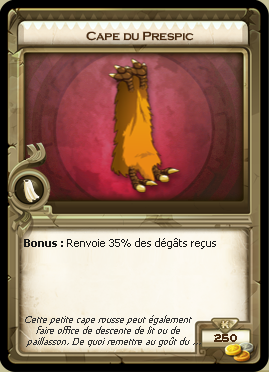 Cape du Prespic
Bonus : Renvoie 35% des dégâts reçus
Cette petite cape rousse peut également
faire office de descente de lit ou de
paillasson. De quoi remettre au goût du ..
K
250